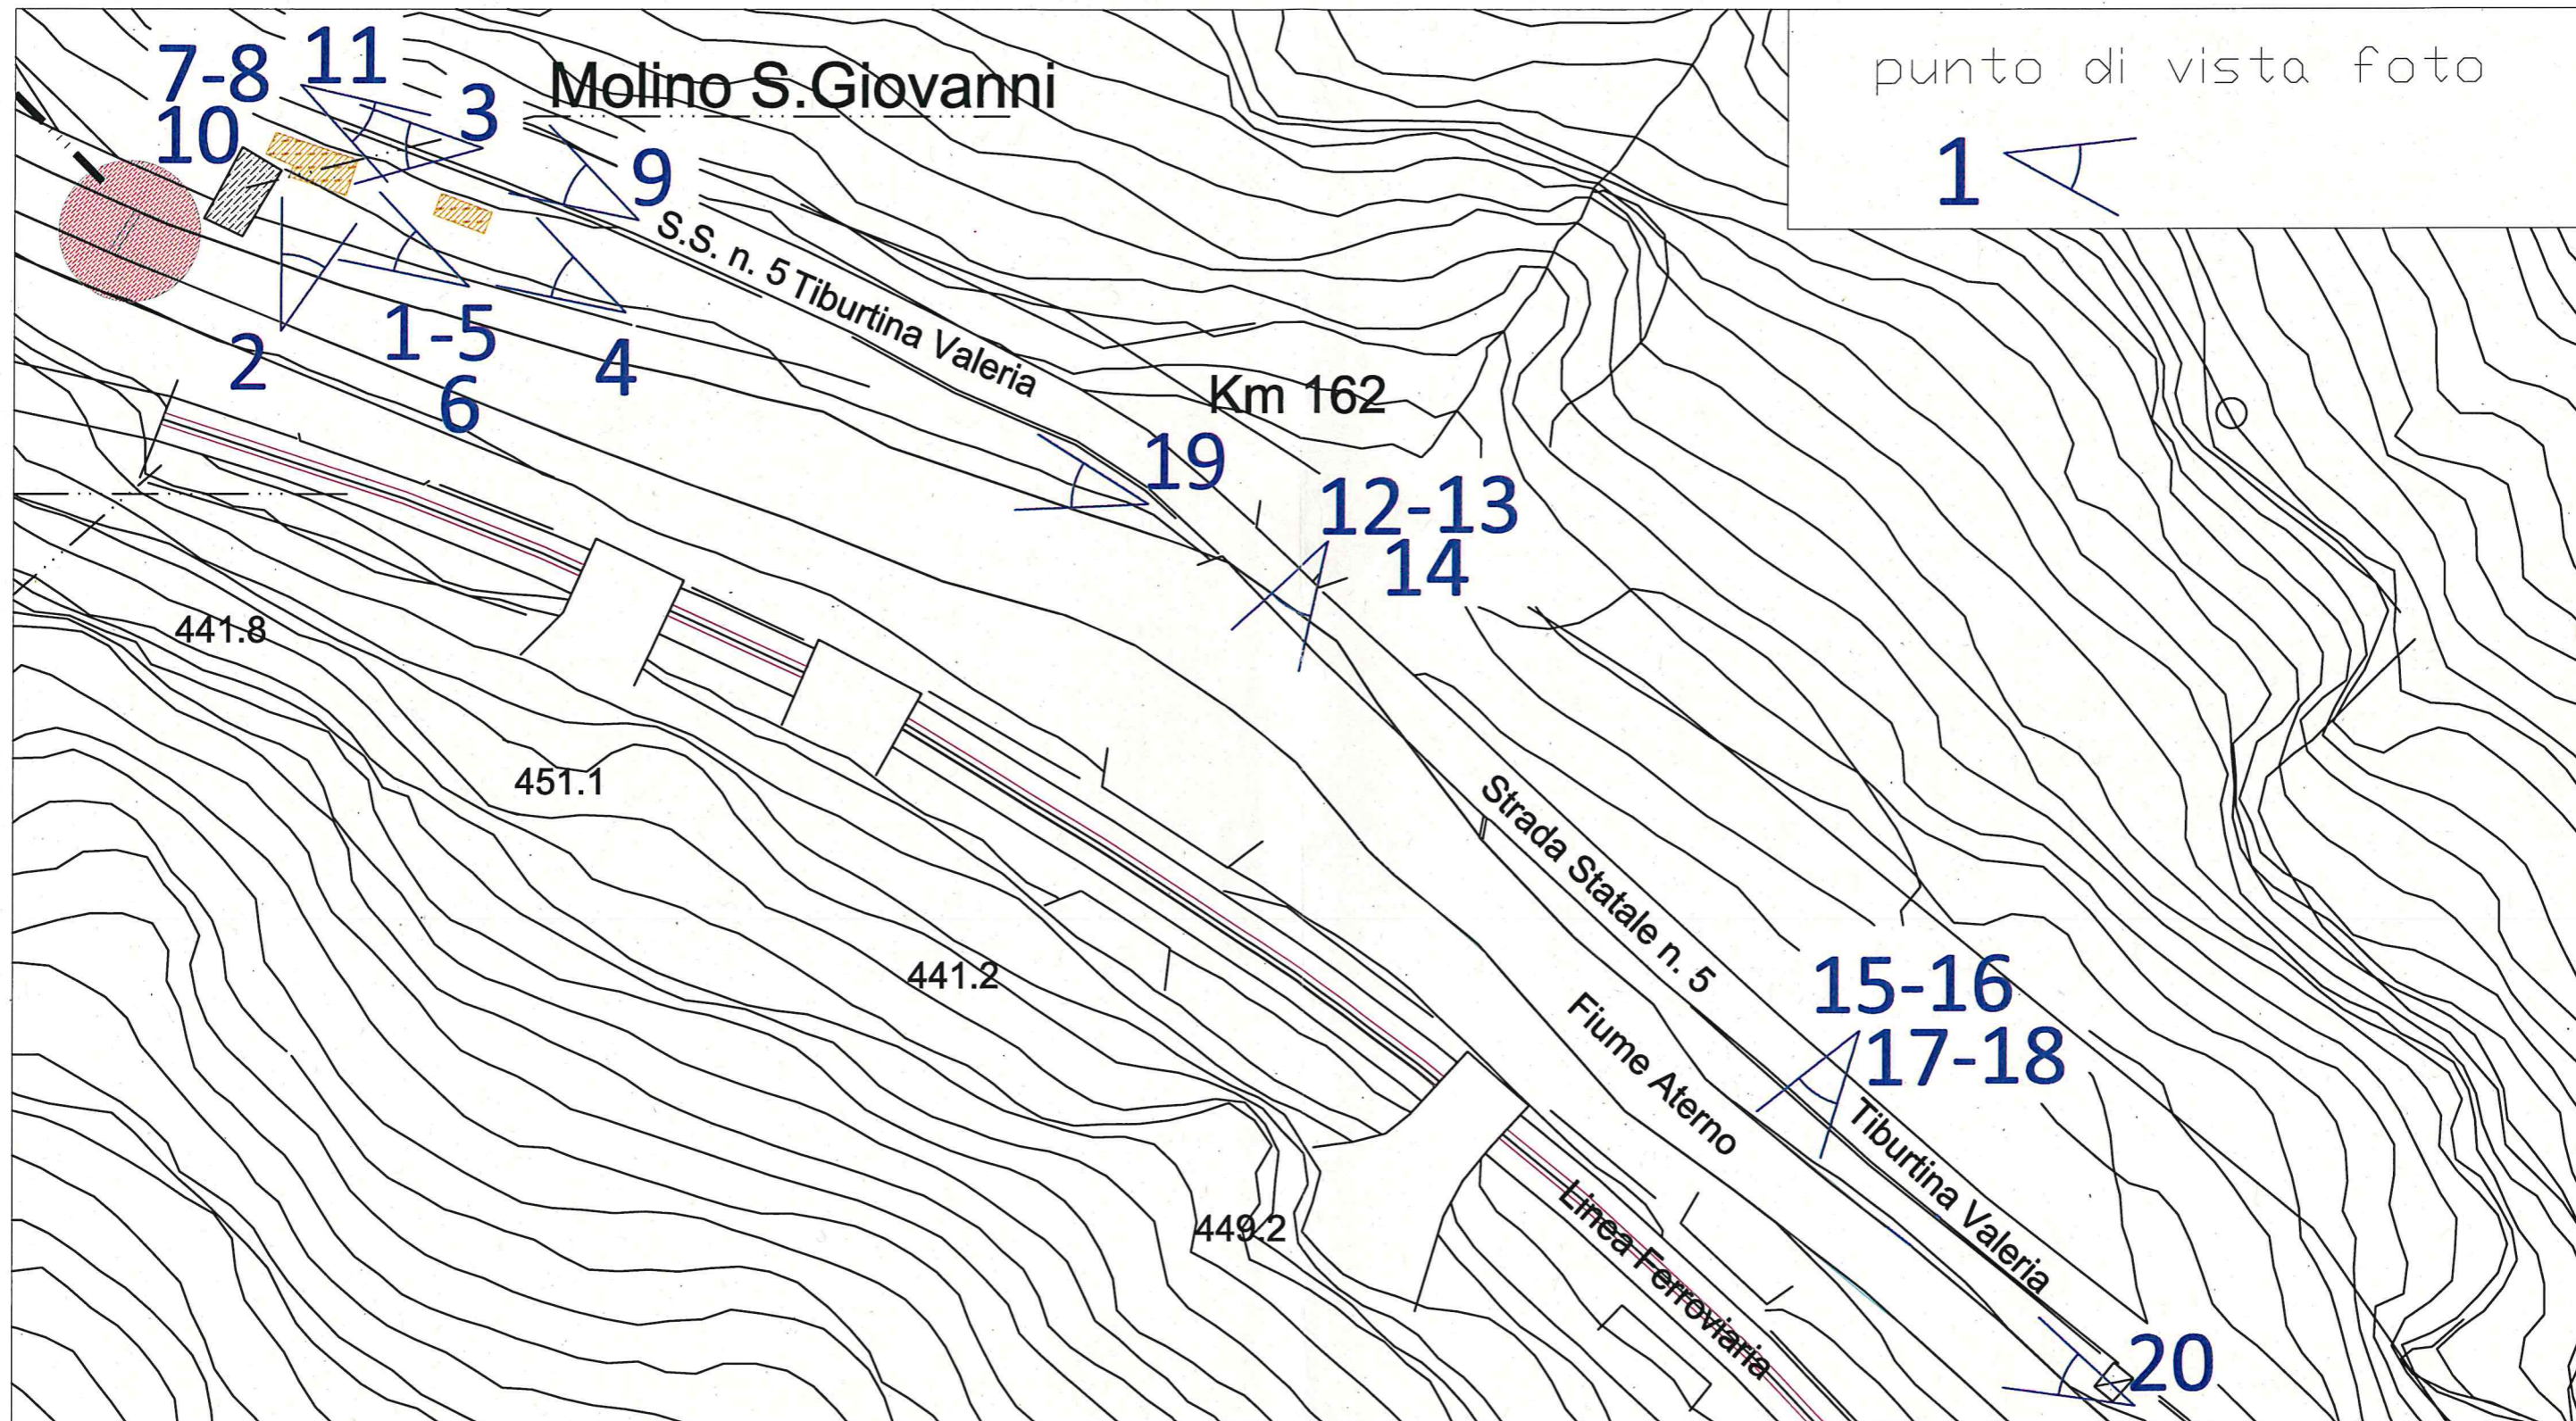 7-8
11
10
3
Molino S.Giovanni
9
punto di vista foto
1
S.S. n. 5 Tiburtina Valeria
2
1-5
6
4
Km 162
19
12-13
14
441.8
451.1
441.2
449.2
Strada Statale n. 5
Fiume Aterno
15-16
17-18
Tiburtina Valeria
Linea Ferroviaria
20